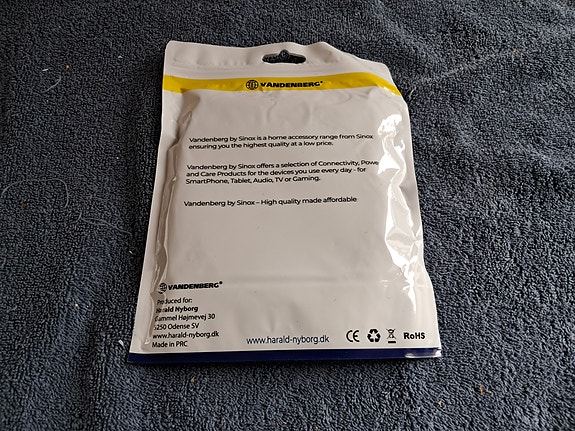 VANDENBERG®
Vandenberg by Sinox is a home accessory range from Sinox
ensuring you the highest quality at a low price.
Vandenberg by Sinox offers a selection of Connectivity, Power
and Care Products for the devices you use every day - for
SmartPhone, Tablet, Audio, TV or Gaming.
Vandenberg by Sinox – High quality made affordable
VANDENBERG®
Produced for:
Harald Nyborg
Gammel Højmevej 30
5250 Odense SV
www.harald-nyborg.dk
Made in PRC
www.harald-nyborg.dk
CE RoHS